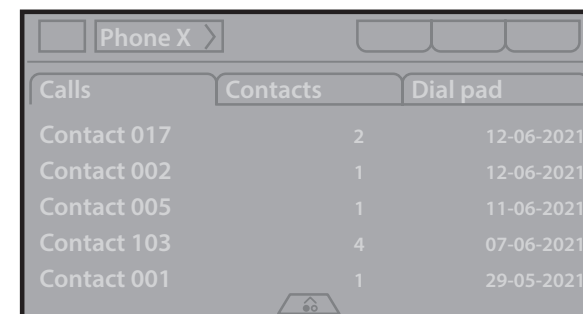 Phone X
Calls Contacts Dial pad
Contact 017 2 12-06-2021
Contact 002 1 12-06-2021
Contact 005 1 11-06-2021
Contact 103 4 07-06-2021
Contact 001 1 29-05-2021